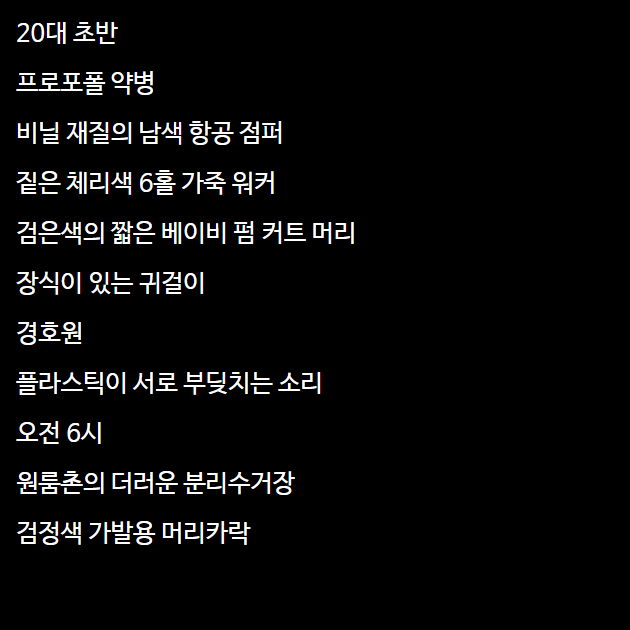 20대 초반
프로포폴 약병
비닐 재질의 남색 항공 점퍼
짙은 체리색 6홀 가죽 워커
검은색의 짧은 베이비 펌 커트 머리
장식이 있는 귀걸이
경호원
플라스틱이 서로 부딪치는 소리
오전 6시
원룸촌의 더러운 분리수거장
검정색 가발용 머리카락